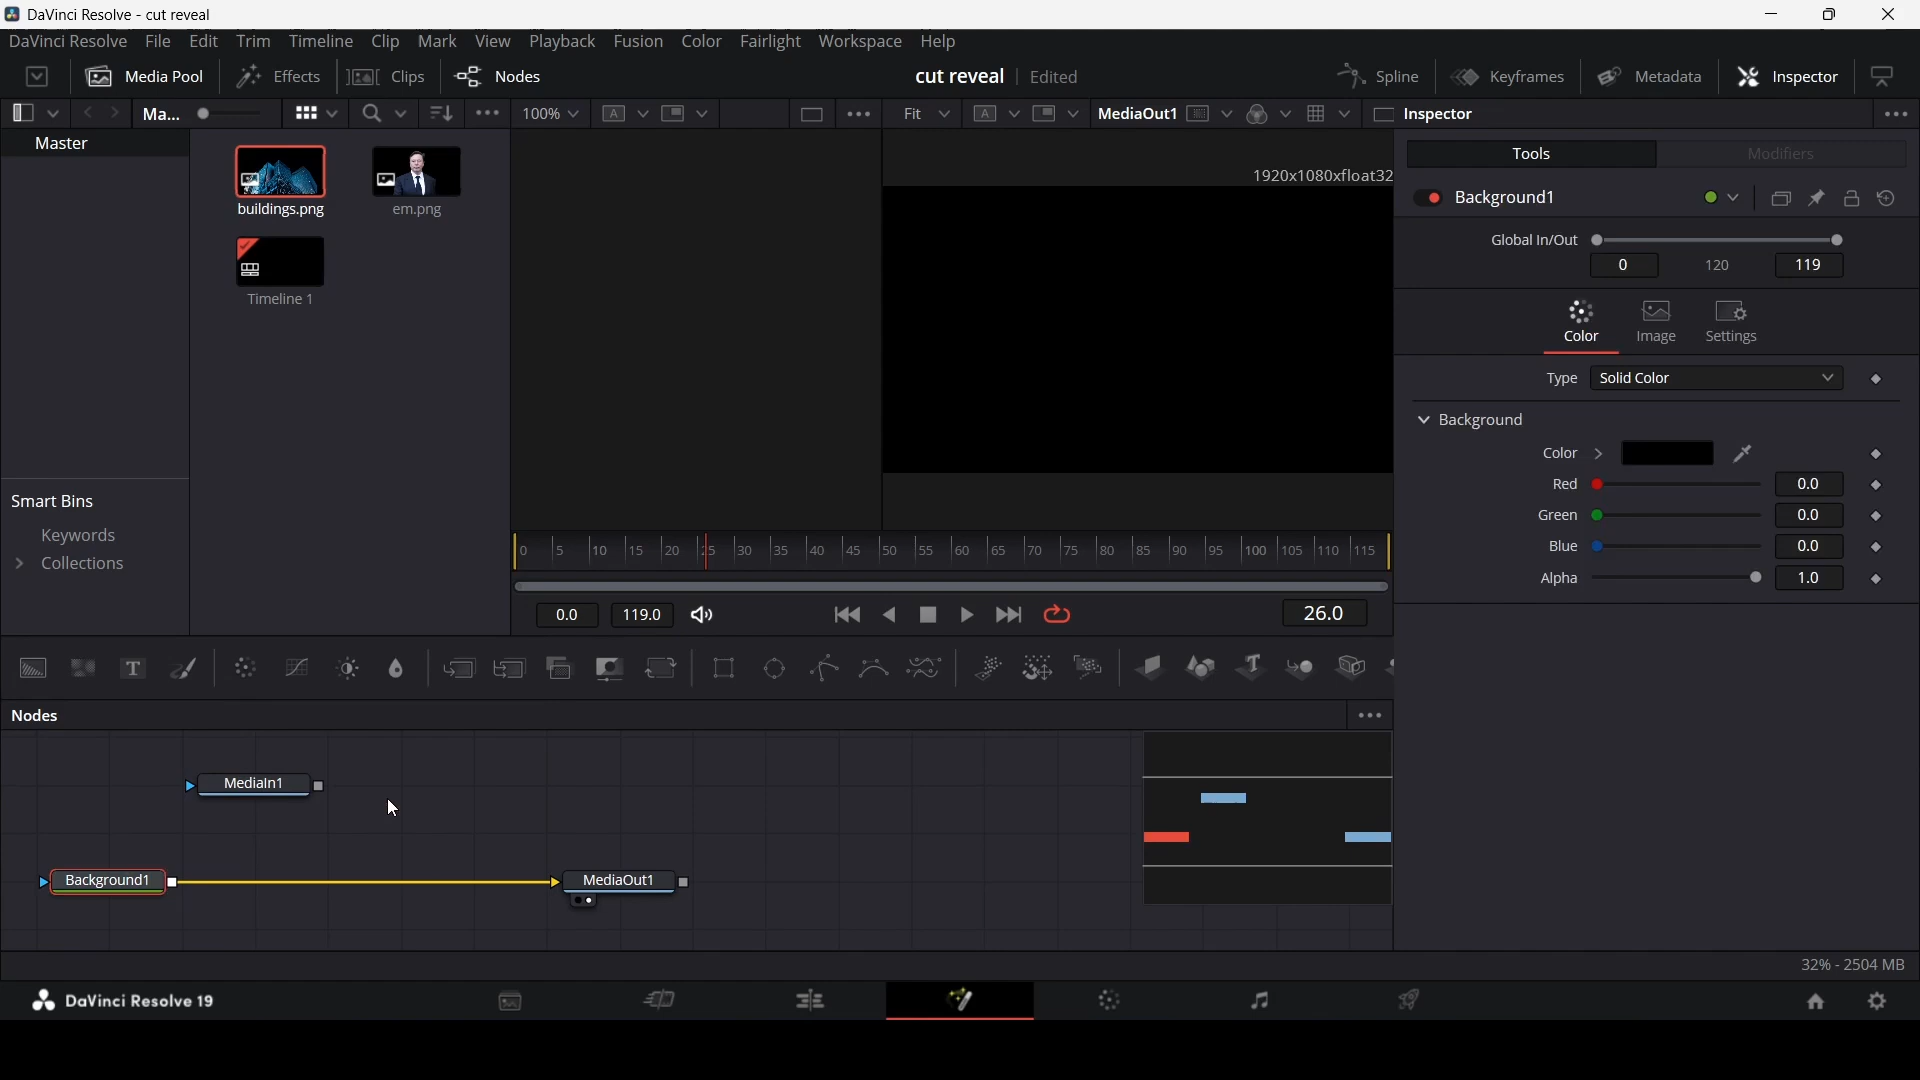 DaVinci Resolve - cut reveal
DaVinci Resolve File Edit Trim Timeline Clip Mark View Playback Fusion Color Fairlight Workspace Help
Media Pool Effects Clips Nodes cut reveal Edited Spline Keyframes Metadata Inspector
Ma... 100% A Fit A MediaOut1 Inspector
Master
Tools Modifiers
1920x1080xfloat32
Background1
buildings.png em.png
Global In/Out
0 120 119
Timeline 1
Color Image Settings
Type Solid Color
Background
Color
Red 0.0
Smart Bins
Green 0.0
Keywords
Blue 0.0
0 5 10 15 20 25 30 35 40 45 50 55 60 65 70 75 80 85 90 95 100 105 110 115
Collections
Alpha 1.0
0.0 119.0 26.0
T T
Nodes
MediaIn1
Background1 MediaOut1
32% - 2504 MB
DaVinci Resolve 19